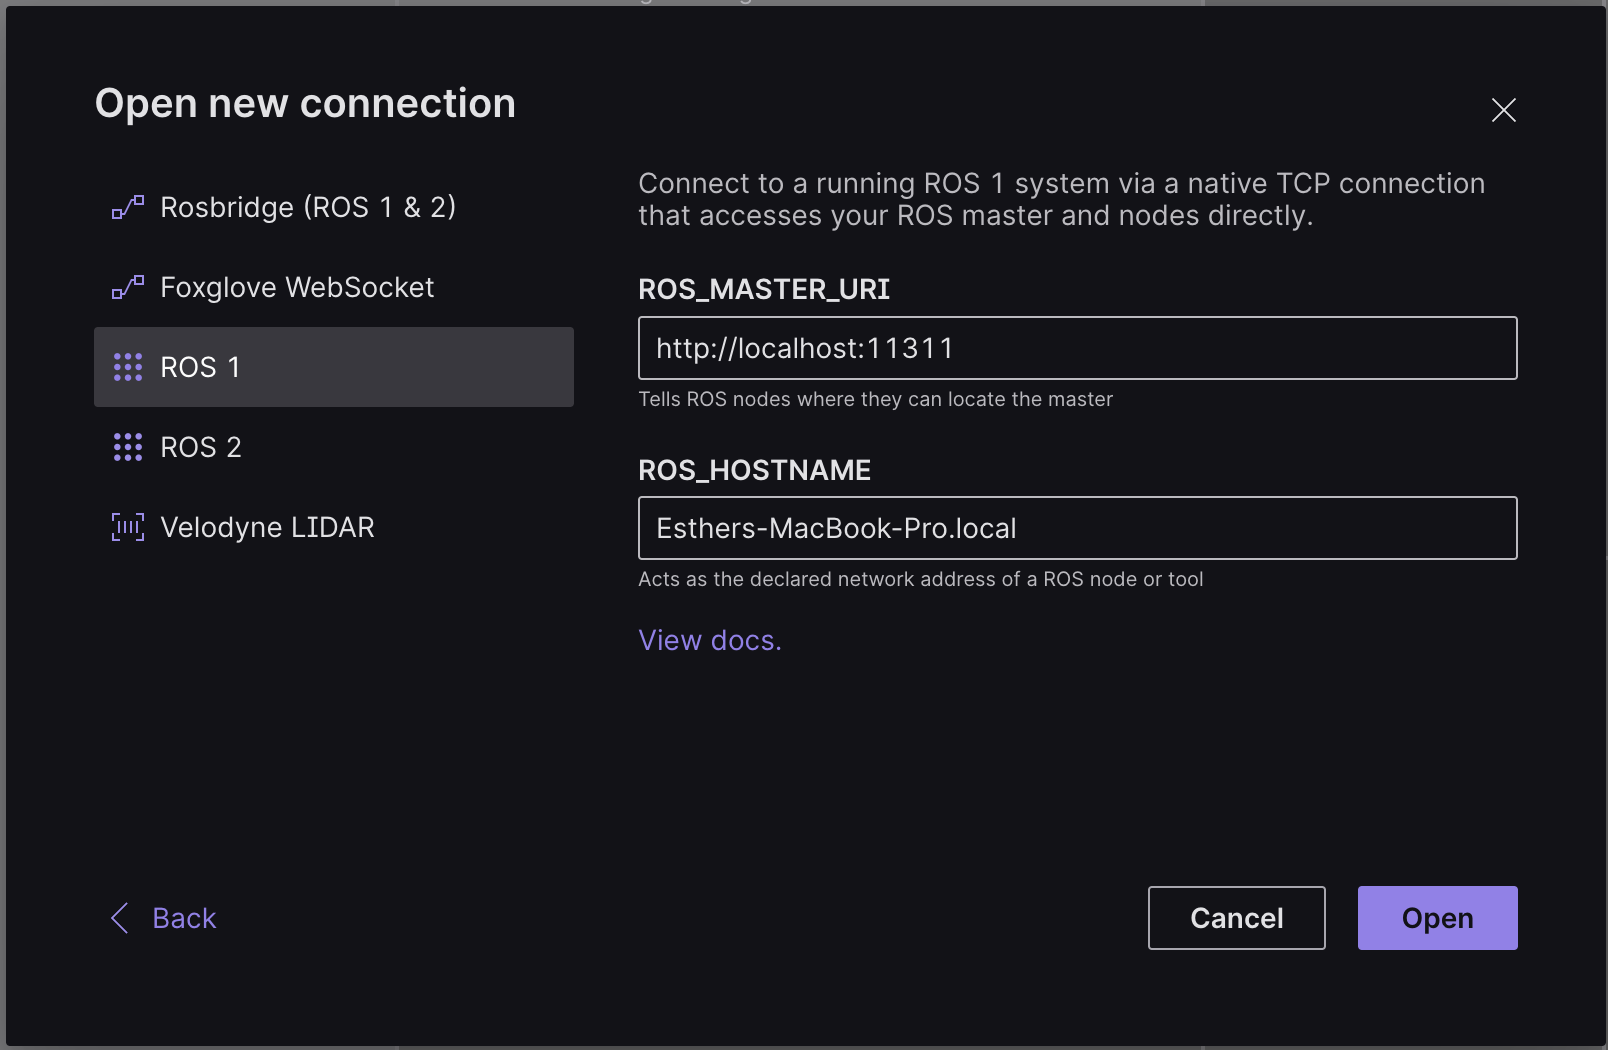 Open new connection
Rosbridge (ROS 1 & 2)
Foxglove WebSocket
ROS 1
ROS 2
Velodyne LIDAR
Connect to a running ROS 1 system via a native TCP connection
that accesses your ROS master and nodes directly.
ROS_MASTER_URI
http://localhost:11311
Tells ROS nodes where they can locate the master
ROS_HOSTNAME
Esthers-MacBook-Pro.local
Acts as the declared network address of a ROS node or tool
View docs.
Back
Cancel
Open